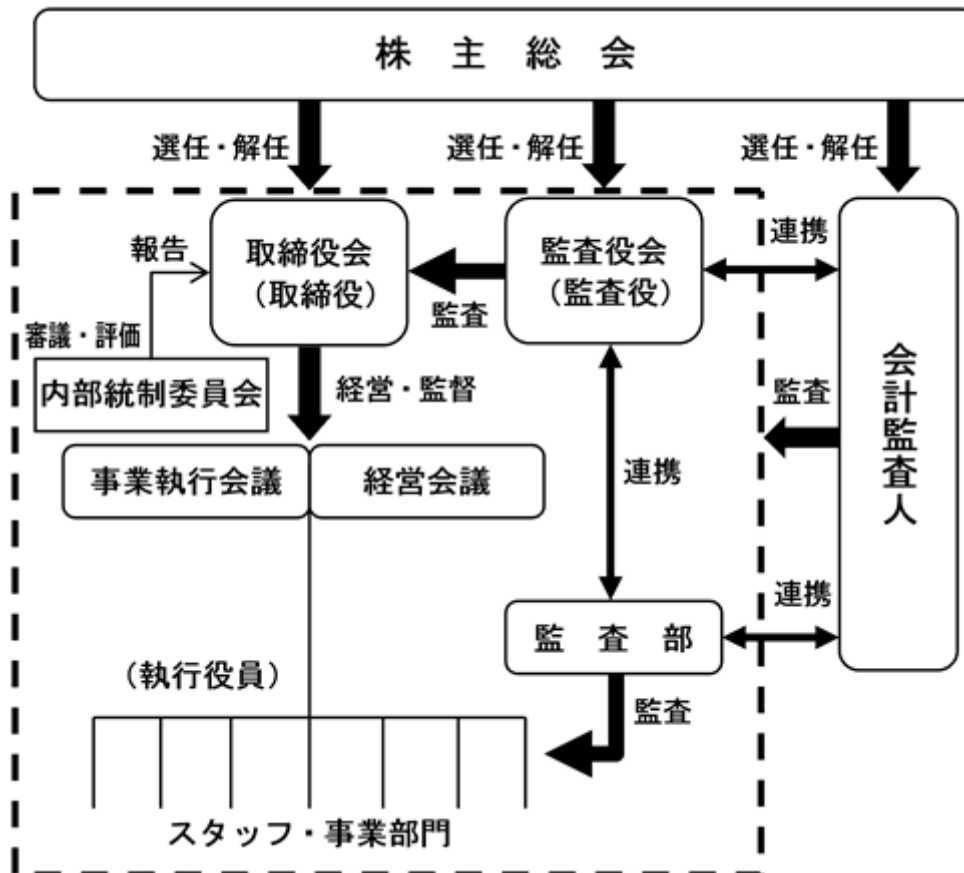 株主総会
選任・解任
選任・解任
選任・解任
取締役会
（取締役）
監査役会
（監査役）
連携
報告
監査
審議・評価
内部統制委員会
経営・監督
会計監査人
監査
事業執行会議
経営会議
連携
連携
監査部
（執行役員）
監査
スタッフ・事業部門